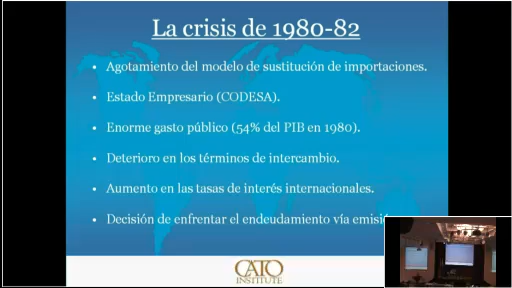 La crisis de 1980-82
• Agotamiento del modelo de sustitución de importaciones.
• Estado Empresario (CODESA).
• Enorme gasto público (54% del PIB en 1980).
• Deterioro en los términos de intercambio.
• Aumento en las tasas de interés internacionales.
• Decisión de enfrentar el endeudamiento vía
CATO
INSTITUTE